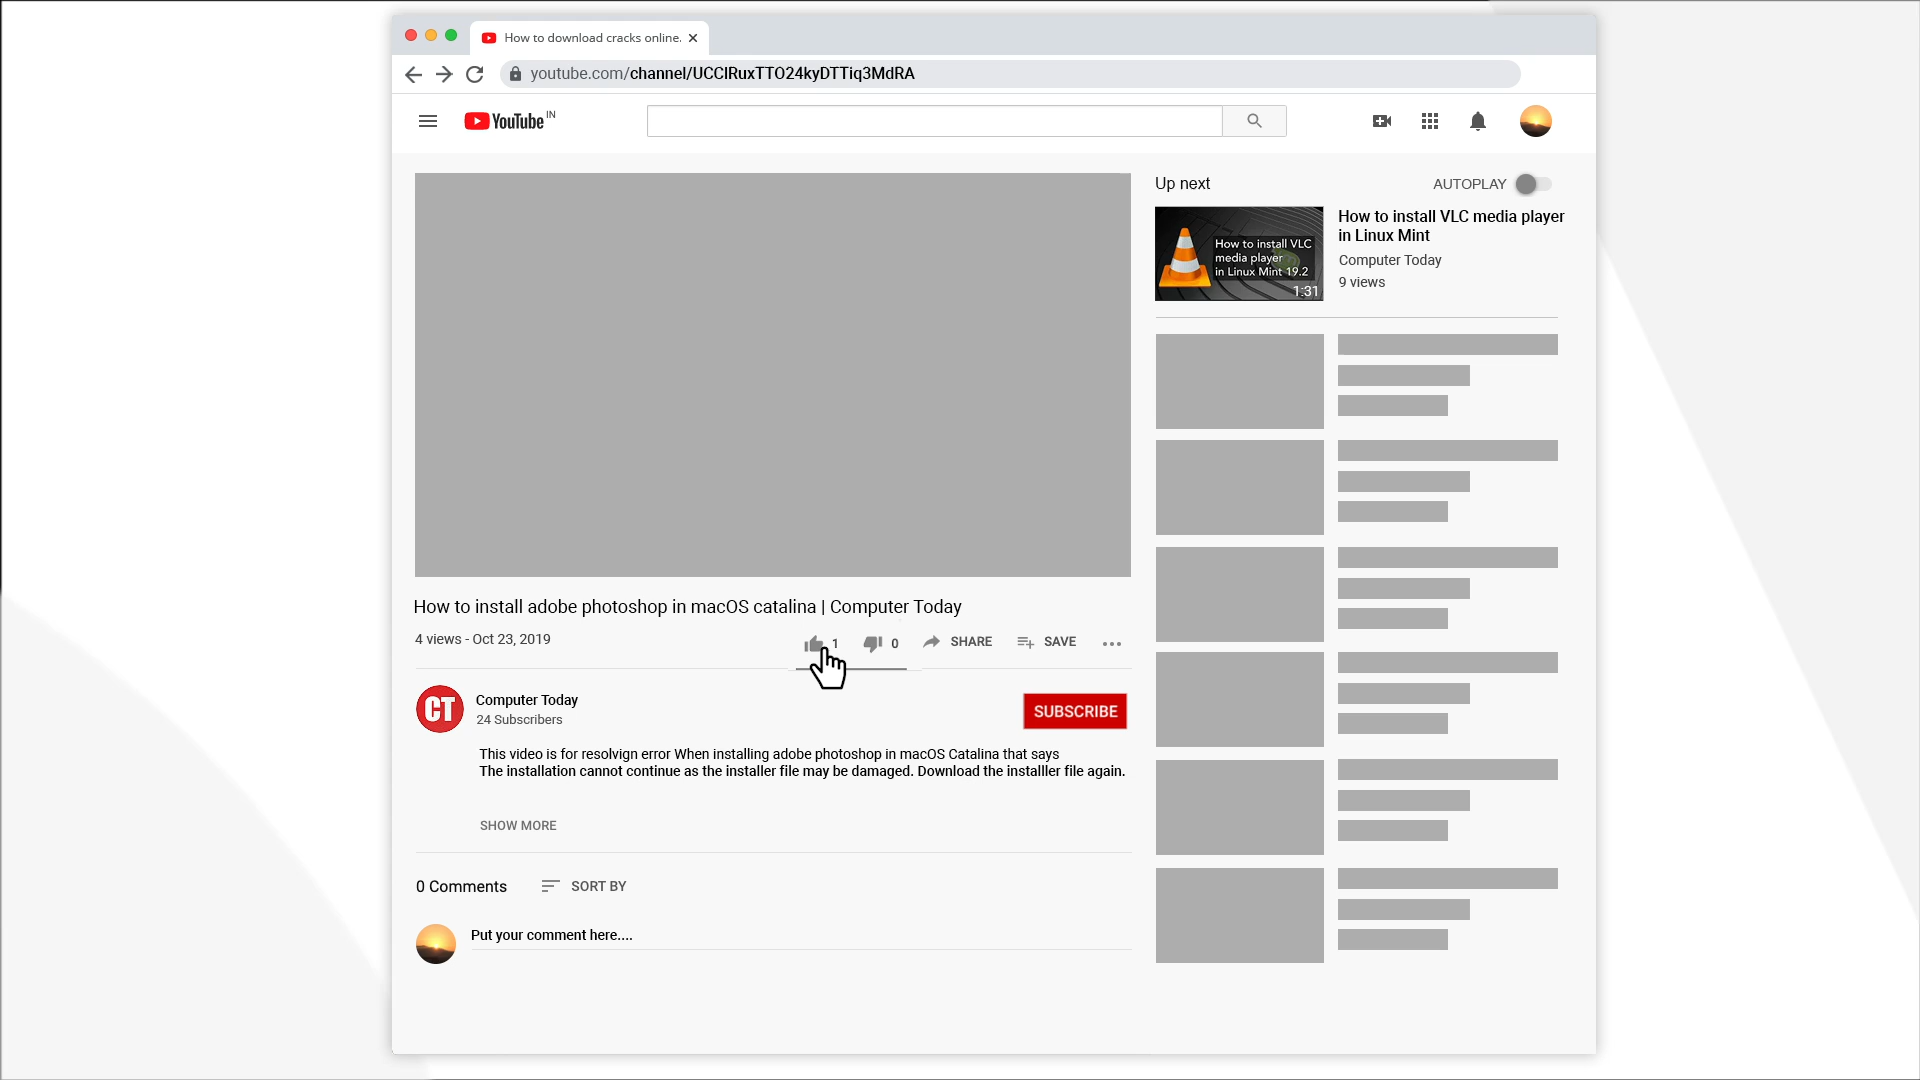 How to download cracks online.
youtube.com/channel/UCCIRuxTTO24kyDTTiq3MdRA
YouTube IN
Up next
AUTOPLAY
How to install VLC
media player
in Linux Mint 19.2
1:31
How to install VLC media player
in Linux Mint
Computer Today
9 views
How to install adobe photoshop in macOS catalina | Computer Today
4 views - Oct 23, 2019
1
0
SHARE
SAVE
CT
Computer Today
24 Subscribers
SUBSCRIBE
This video is for resolvign error When installing adobe photoshop in macOS Catalina that says
The installation cannot continue as the installer file may be damaged. Download the installler file again.
SHOW MORE
0 Comments
SORT BY
Put your comment here....